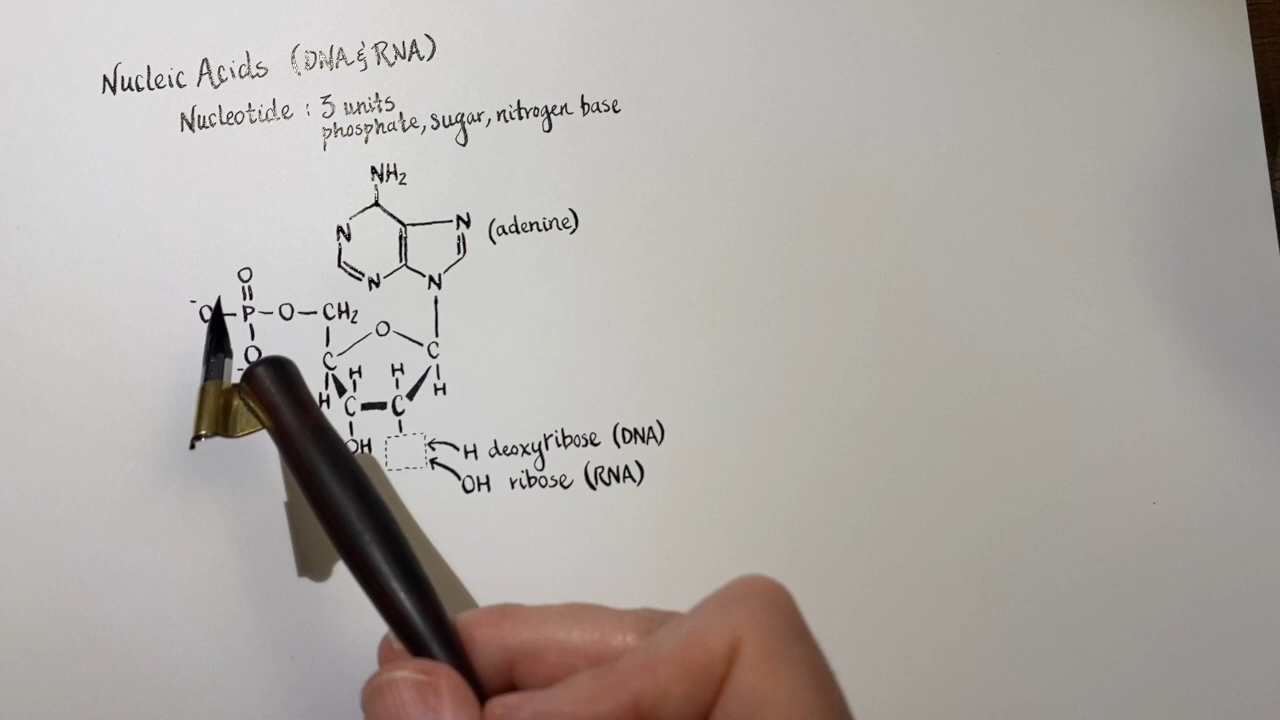 Nucleic Acids (DNA & RNA)
Nucleotide : 3 units
phosphate, sugar, nitrogen base
NH2
N
N
(adenine)
N
N
O
-O
P
O
CH2
O
O
-
C
C
H
H
H
H
C
C
OH
H deoxyribose (DNA)
OH ribose (RNA)